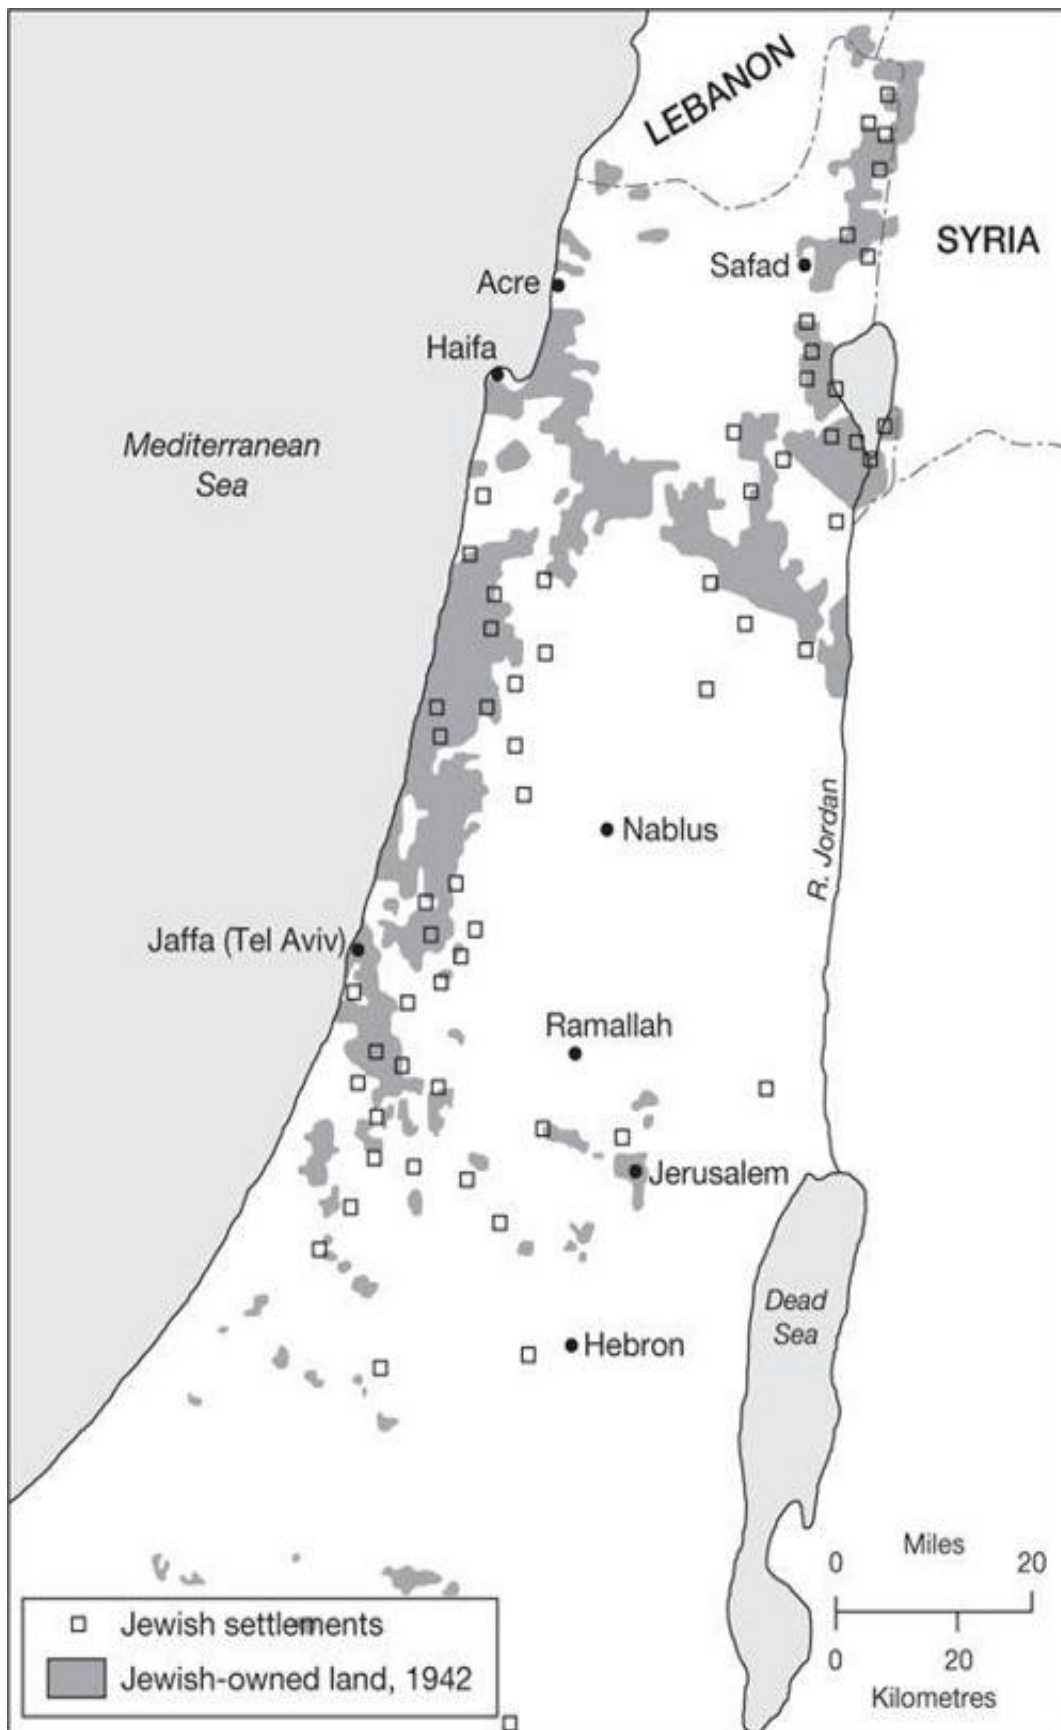 LEBANON
SYRIA
Safad
Acre
Haifa
Mediterranean
Sea
Nablus
R. Jordan
Jaffa (Tel Aviv)
Ramallah
Jerusalem
Dead
Sea
Hebron
Miles
0 20
0 20
Kilometres
Jewish settlements
Jewish-owned land, 1942